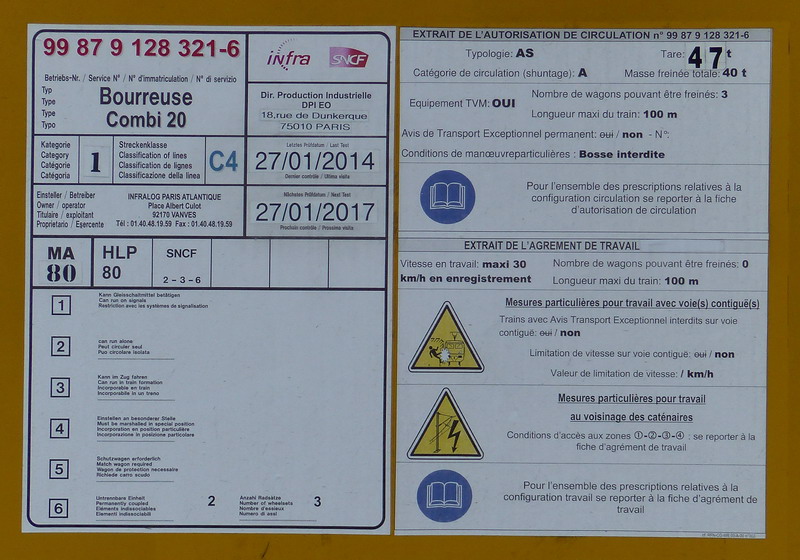 99 87 9 128 321-6
Betriebs-Nr. / Service N° / N° d'immatriculation / N° di servizio
Typ
Type
Type
Tipo
Bourreuse
Combi 20
infra SNCF
Dir. Production Industrielle
DPI EO
18,rue de Dunkerque
75010 PARIS
Kategorie
Category
Catégorie
Categoria
1
Streckenklasse
Classification of lines
Classification de lignes
Classificazione della linea
C4
Letztes Prüfdatum / Last Test
27/01/2014
Dernier contrôle / Ultima visita
Einsteller / Betreiber
Owner / operator
Titulaire / exploitant
Proprietario / Esercente
INFRALOG PARIS ATLANTIQUE
Place Albert Culot
92170 VANVES
Tél : 01.40.48.19.59 Fax : 01.40.48.19.59
Nächstes Prüfdatum / Next Test
27/01/2017
Prochain contrôle / Prossima visita
MA
80
HLP
80
SNCF
2 – 3 – 6
1
Kann Gleisschaltmittel betätigen
Can run on signals
Restriction avec les systèmes de signalisation
2
can run alone
Peut circuler seul
Puo circolare isolata
3
Kann im Zug fahren
Can run in train formation
Incorporable en train
Incorporabile in un treno
4
Einstellen an besonderer Stelle
Must be marshalled in special position
Incorporation en position particulière
Incorporazione in posizione particolare
5
Schutzwagen erforderlich
Match wagon required
Wagon de protection necessaire
Richiede carro scudo
6
Untrennbare Einheit
Permanently coupled
Eléments indissociables
Elementi indissociabili
2
Anzahl Radsätze
Number of wheelsets
Nombre d'essieux
Numero di assi
3
EXTRAIT DE L'AUTORISATION DE CIRCULATION n° 99 87 9 128 321-6
Typologie: AS
Tare: 47 t
Catégorie de circulation (shuntage): A
Masse freinée totale: 40 t
Equipement TVM: OUI
Nombre de wagons pouvant être freinés: 3
Longueur maxi du train: 100 m
Avis de Transport Exceptionnel permanent: oui / non - N°:
Conditions de manœuvreparticulières : Bosse interdite
Pour l'ensemble des prescriptions relatives à la
configuration circulation se reporter à la fiche
d'autorisation de circulation
EXTRAIT DE L'AGREMENT DE TRAVAIL
Vitesse en travail: maxi 30
km/h en enregistrement
Nombre de wagons pouvant être freinés: 0
Longueur maxi du train: 100 m
Mesures particulières pour travail avec voie(s) contiguë(s)
Trains avec Avis Transport Exceptionnel interdits sur voie
contiguë: oui / non
Limitation de vitesse sur voie contiguë: oui / non
Valeur de limitation de vitesse: / km/h
Mesures particulières pour travail
au voisinage des caténaires
Conditions d'accès aux zones ①-②-③-④ : se reporter à la
fiche d'agrément de travail
Pour l'ensemble des prescriptions relatives à la
configuration travail se reporter à la fiche d'agrément de
travail